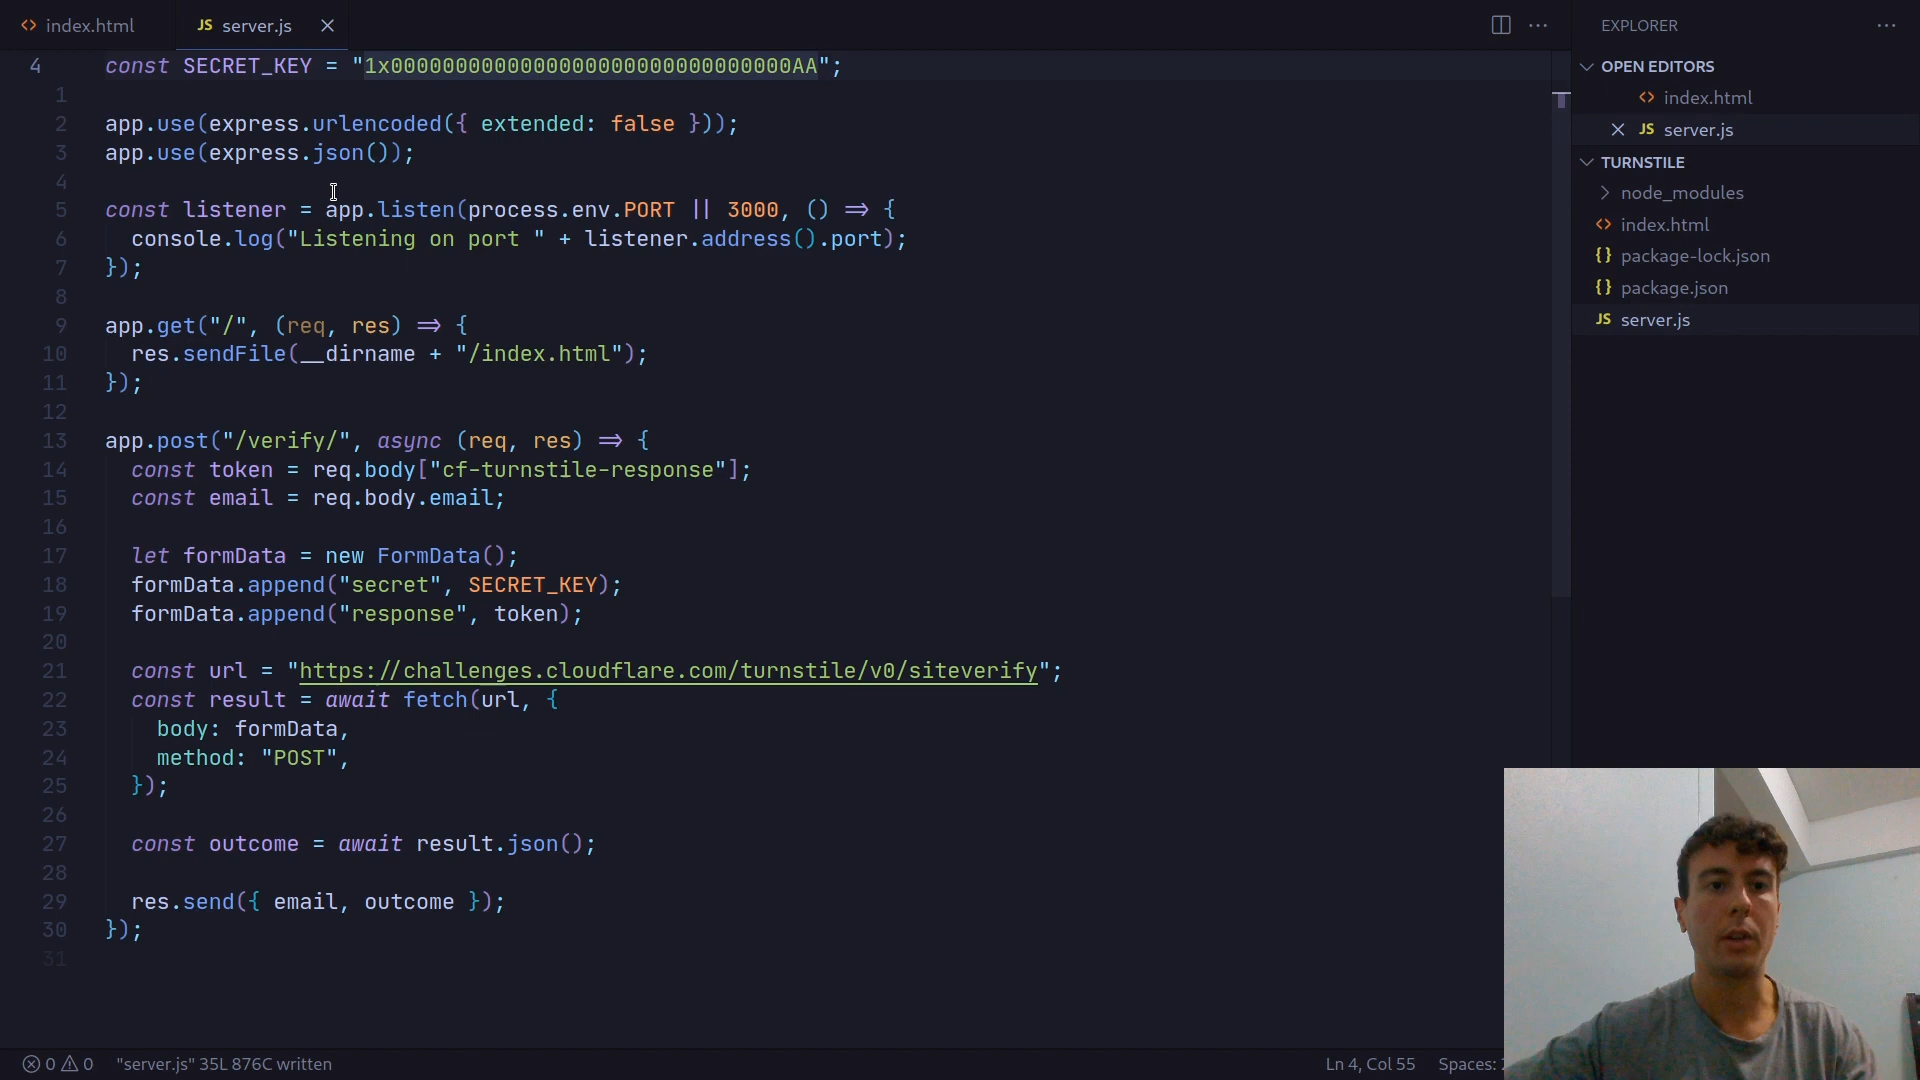 index.html
JS server.js
EXPLORER
4 const SECRET_KEY = "1x0000000000000000000000000000000AA";
1
2 app.use(express.urlencoded({ extended: false }));
3 app.use(express.json());
4
5 const listener = app.listen(process.env.PORT || 3000, () => {
6 console.log("Listening on port " + listener.address().port);
7 });
8
9 app.get("/", (req, res) => {
10 res.sendFile(__dirname + "/index.html");
11 });
12
13 app.post("/verify/", async (req, res) => {
14 const token = req.body["cf-turnstile-response"];
15 const email = req.body.email;
16
17 let formData = new FormData();
18 formData.append("secret", SECRET_KEY);
19 formData.append("response", token);
20
21 const url = "https://challenges.cloudflare.com/turnstile/v0/siteverify";
22 const result = await fetch(url, {
23 body: formData,
24 method: "POST",
25 });
26
27 const outcome = await result.json();
28
29 res.send({ email, outcome });
30 });
31
OPEN EDITORS
index.html
JS server.js
TURNSTILE
node_modules
index.html
{} package-lock.json
{} package.json
JS server.js
0 0 "server.js" 35L 876C written
Ln 4, Col 55 Spaces: